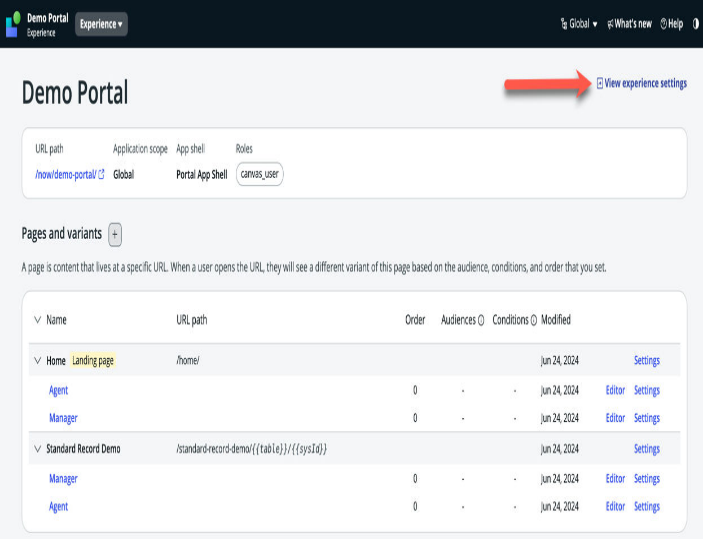 Demo Portal
Experience
Experience
Global
What's new
Help
Demo Portal
View experience settings
URL path Application scope App shell Roles
/now/demo-portal/ Global Portal App Shell canvas_user
Pages and variants +
A page is content that lives at a specific URL. When a user opens the URL, they will see a different variant of this page based on the audience, conditions, and order that you set.
Name URL path Order Audiences Conditions Modified
Home Landing page /home/ Jun 24, 2024 Settings
Agent 0 - - Jun 24, 2024 Editor Settings
Manager 0 - - Jun 24, 2024 Editor Settings
Standard Record Demo /standard-record-demo/{{table}}/{{sysId}} Jun 24, 2024 Settings
Manager 0 - - Jun 24, 2024 Editor Settings
Agent 0 - - Jun 24, 2024 Editor Settings